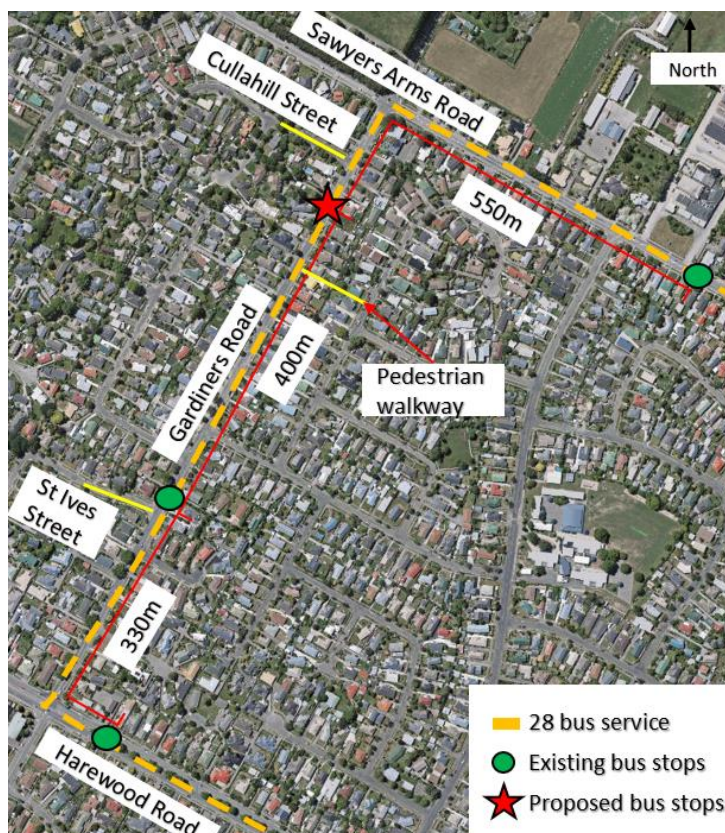 Sawyers Arms Road
Cullahill Street
North
550m
Gardiners Road
400m
Pedestrian
walkway
St Ives
Street
330m
Harewood Road
28 bus service
Existing bus stops
Proposed bus stops